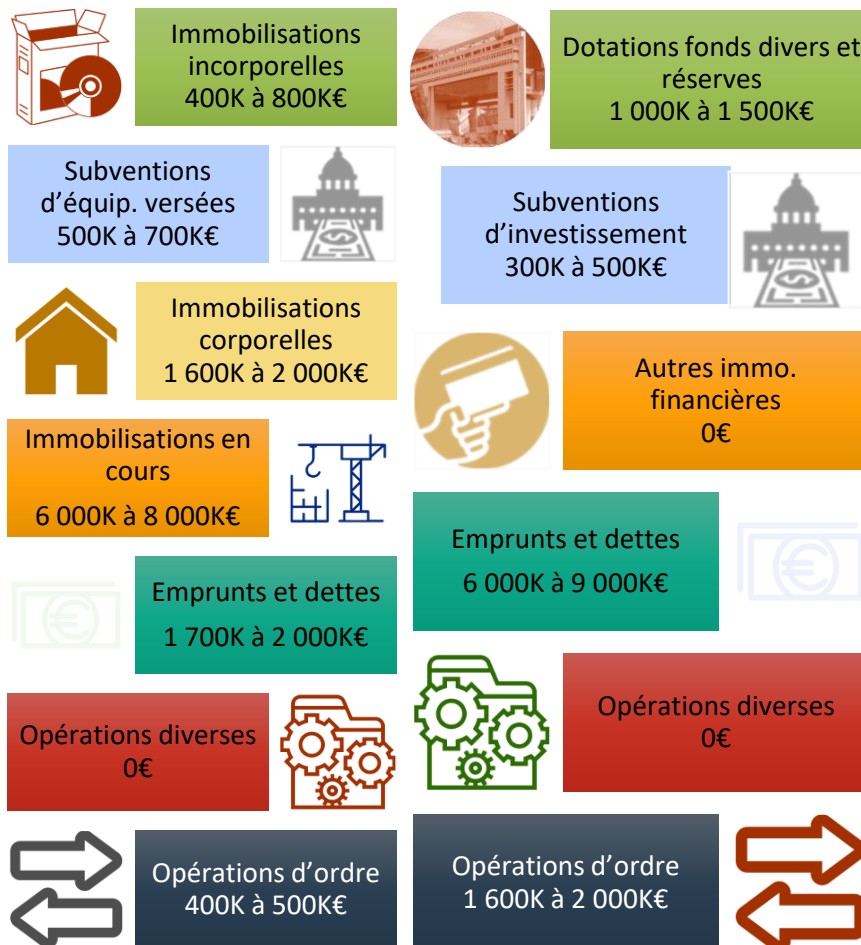 Immobilisations
incorporelles
400K à 800K€
Subventions
d’équip. versées
500K à 700K€
Immobilisations
corporelles
1 600K à 2 000K€
Immobilisations en
cours
6 000K à 8 000K€
Emprunts et dettes
1 700K à 2 000K€
Opérations diverses
0€
Opérations d’ordre
400K à 500K€
Dotations fonds divers et
réserves
1 000K à 1 500K€
Subventions
d’investissement
300K à 500K€
Autres immo.
financières
0€
Emprunts et dettes
6 000K à 9 000K€
Opérations diverses
0€
Opérations d’ordre
1 600K à 2 000K€